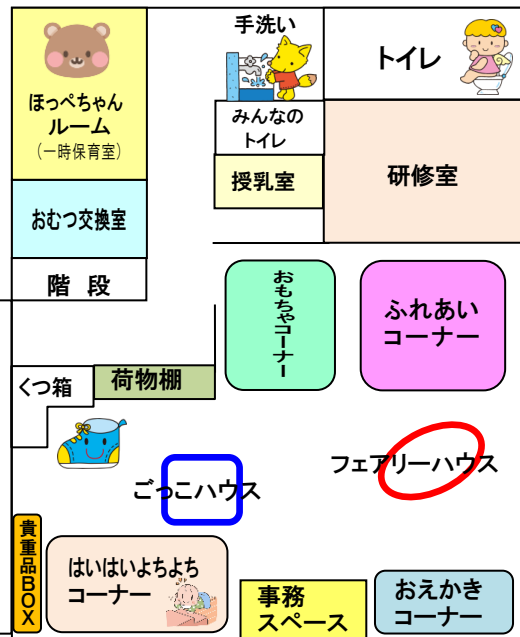 ほっぺちゃん
ルーム
(一時保育室)
手洗い
トイレ
みんなの
トイレ
授乳室
研修室
おむつ交換室
階 段
おもちゃコーナー
ふれあい
コーナー
くつ箱
荷物棚
ごっこハウス
フェアリーハウス
貴重品BOX
はいはいよちよち
コーナー
事務
スペース
おえかき
コーナー